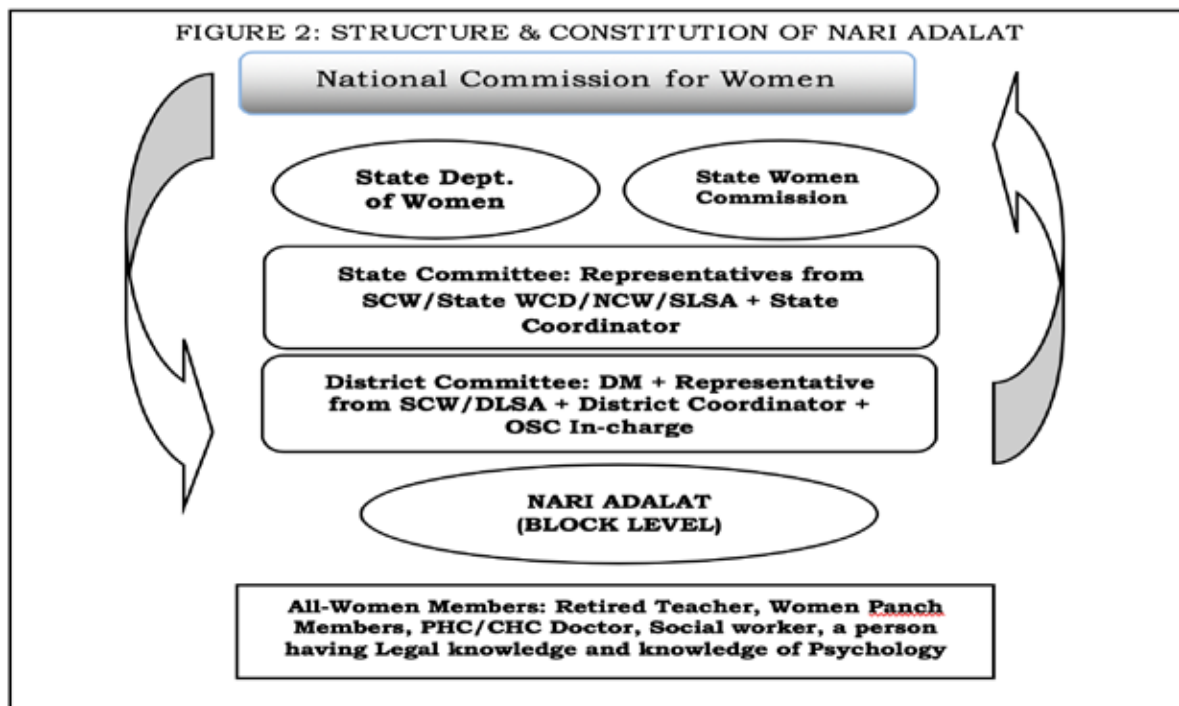 FIGURE 2: STRUCTURE & CONSTITUTION OF NARI ADALAT
National Commission for Women
State Dept.
of Women
State Women
Commission
State Committee: Representatives from
SCW/State WCD/NCW/SLSA + State
Coordinator
District Committee: DM + Representative
from SCW/DLSA + District Coordinator +
OSC In-charge
NARI ADALAT
(BLOCK LEVEL)
All-Women Members: Retired Teacher, Women Panch
Members, PHC/CHC Doctor, Social worker, a person
having Legal knowledge and knowledge of Psychology